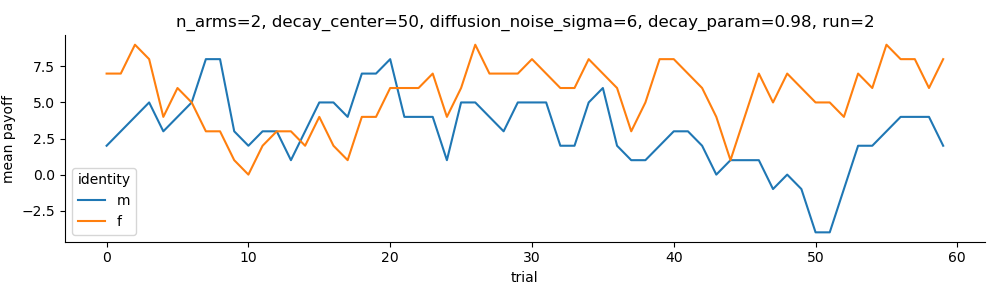 n_arms=2, decay_center=50, diffusion_noise_sigma=6, decay_param=0.98, run=2
mean payoff
7.5
5.0
2.5
0.0
−2.5
identity
m
f
0 10 20 30 40 50 60
trial